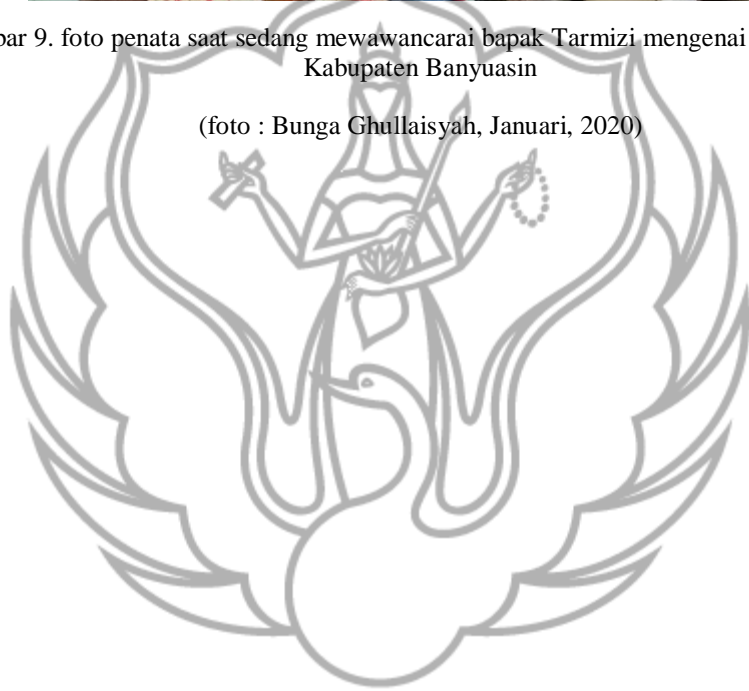 bar 9. foto penata saat sedang mewawancarai bapak Tarmizi mengenai
Kabupaten Banyuasin
(foto : Bunga Ghullaisyah, Januari, 2020)